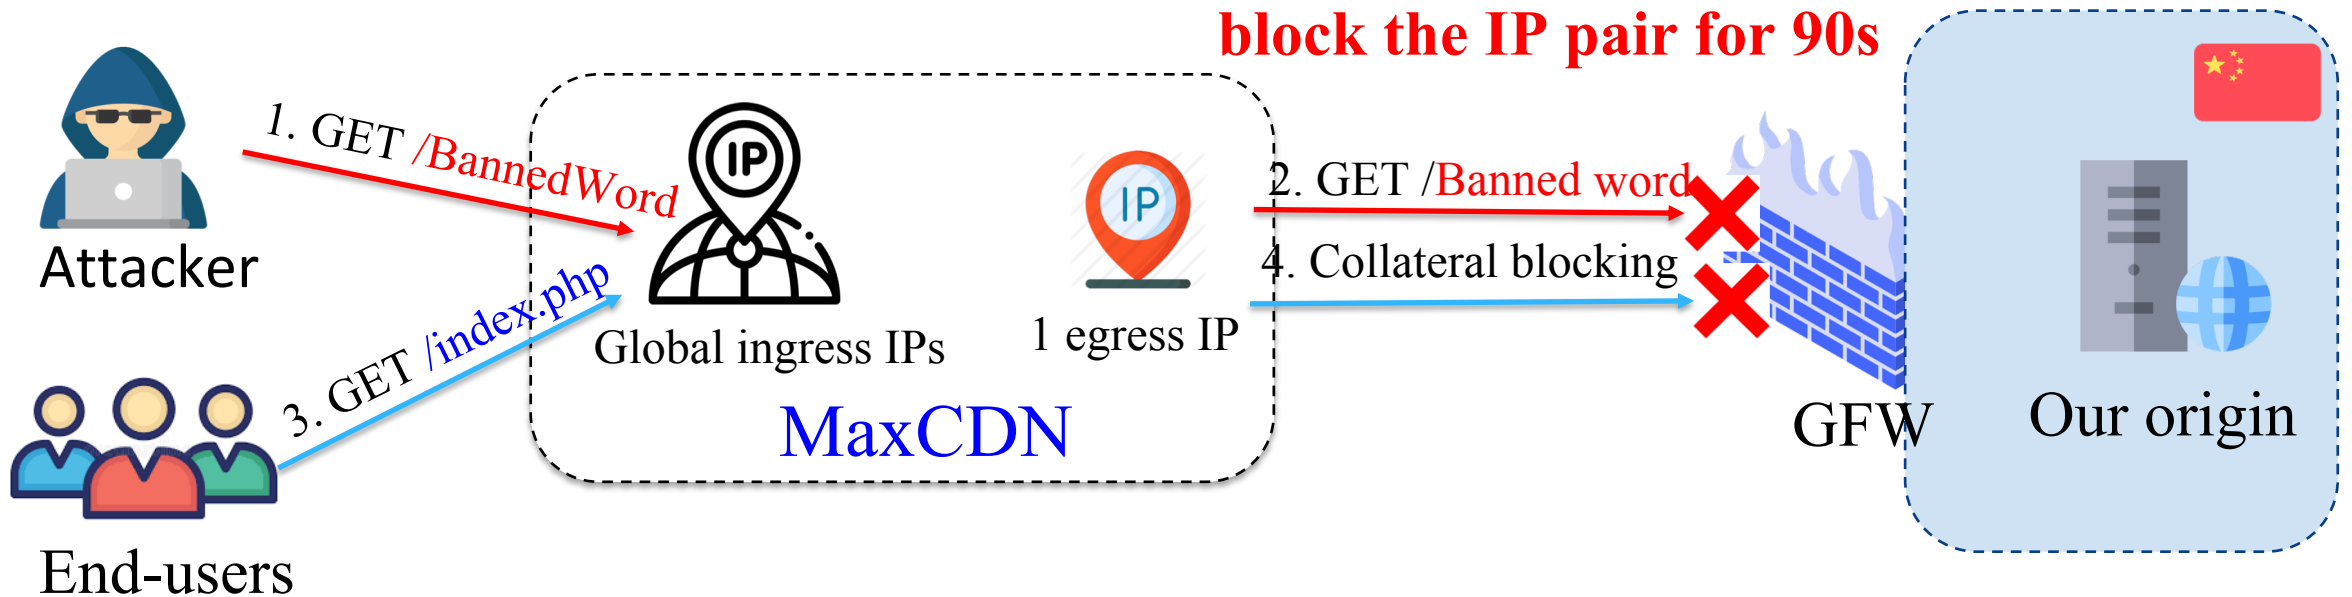 block the IP pair for 90s
1. GET /BannedWord
IP
IP
2. GET /Banned word
Attacker
4. Collateral blocking
3. GET /index.php
Global ingress IPs
1 egress IP
MaxCDN
GFW
Our origin
End-users